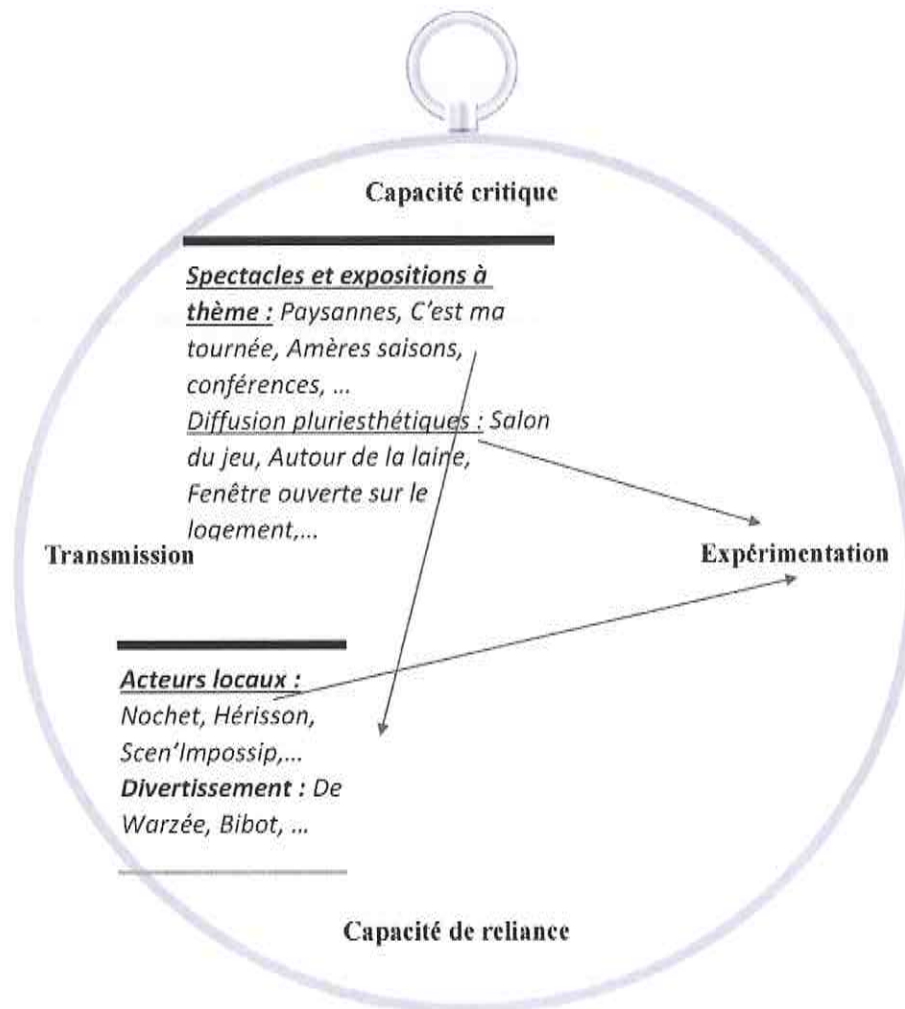 Capacité critique
Spectacles et expositions à
thème : Paysannes, C'est ma
tournée, Amères saisons,
conférences, ...
Diffusion pluriesthétiques : Salon
du jeu, Autour de la laine,
Fenêtre ouverte sur le
logement,...
Transmission
Expérimentation
Acteurs locaux :
Nochet, Hérisson,
Scen'Impossip,...
Divertissement : De
Warzée, Bibot, ...
Capacité de reliance